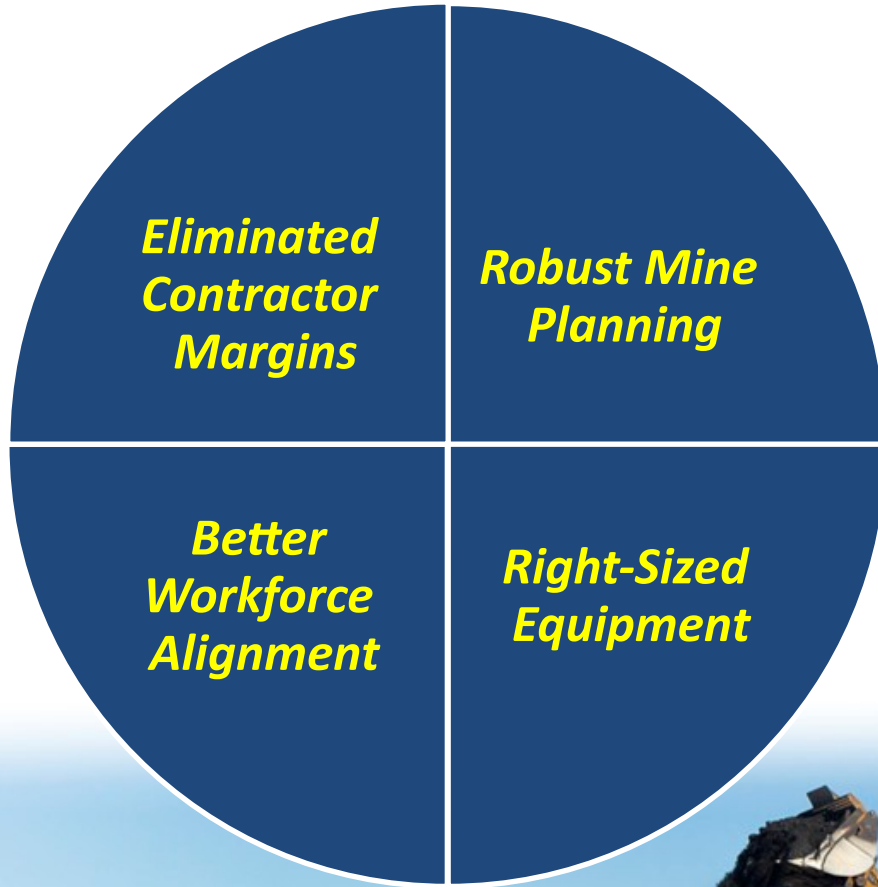 Eliminated
Contractor
Margins
Robust Mine
Planning
Better
Workforce
Alignment
Right-Sized
Equipment